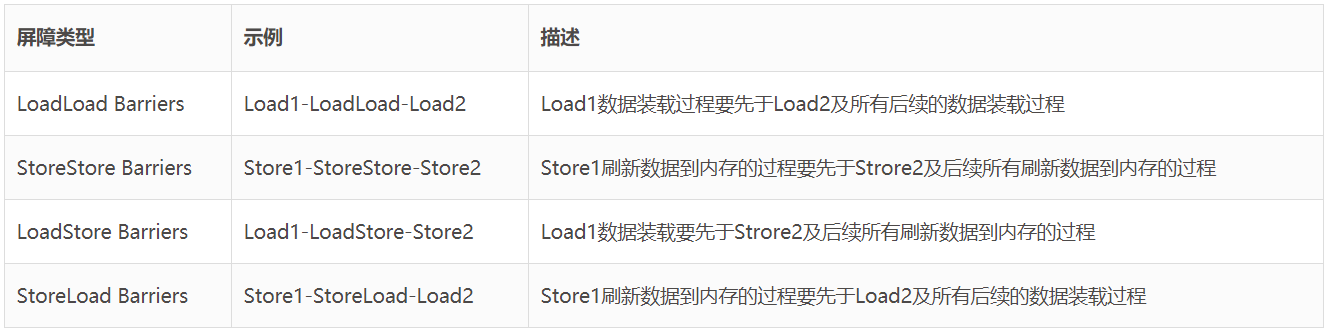 屏障类型 示例 描述
LoadLoad Barriers Load1-LoadLoad-Load2 Load1数据装载过程要先于Load2及所有后续的数据装载过程
StoreStore Barriers Store1-StoreStore-Store2 Store1刷新数据到内存的过程要先于Strore2及后续所有刷新数据到内存的过程
LoadStore Barriers Load1-LoadStore-Store2 Load1数据装载要先于Strore2及后续所有刷新数据到内存的过程
StoreLoad Barriers Store1-StoreLoad-Load2 Store1刷新数据到内存的过程要先于Load2及所有后续的数据装载过程